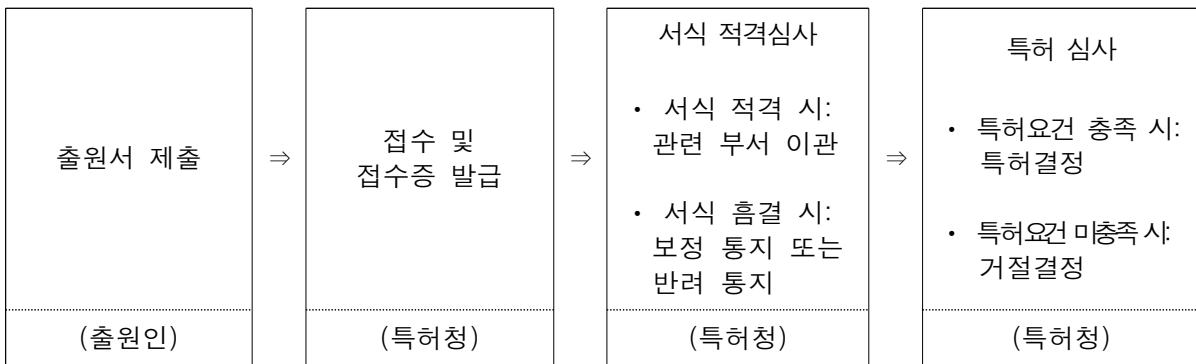 출원서 제출
(출원인)
⇒
접수 및
접수증 발급
(특허청)
⇒
서식 적격심사
• 서식 적격 시:
관련 부서 이관
• 서식 흠결 시:
보정 통지 또는
반려 통지
(특허청)
⇒
특허 심사
• 특허요건 충족 시:
특허결정
• 특허요건 미충족 시:
거절결정
(특허청)